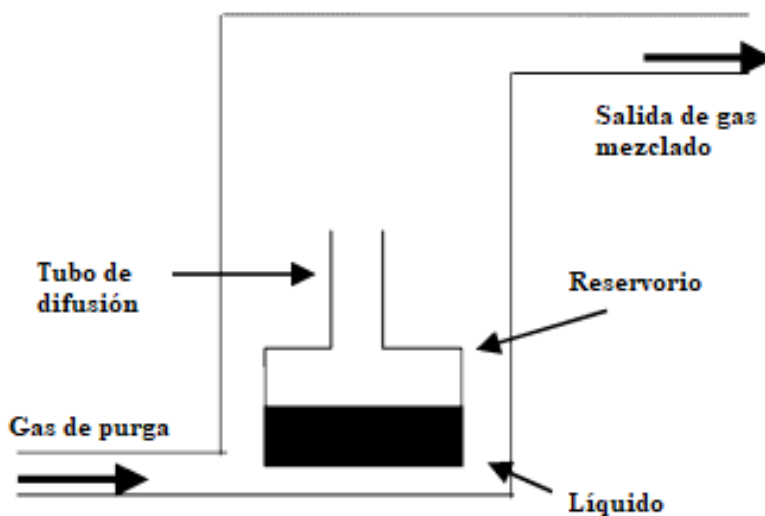 Salida de gas
mezclado
Tubo de
difusión
Reservorio
Gas de purga
Líquido